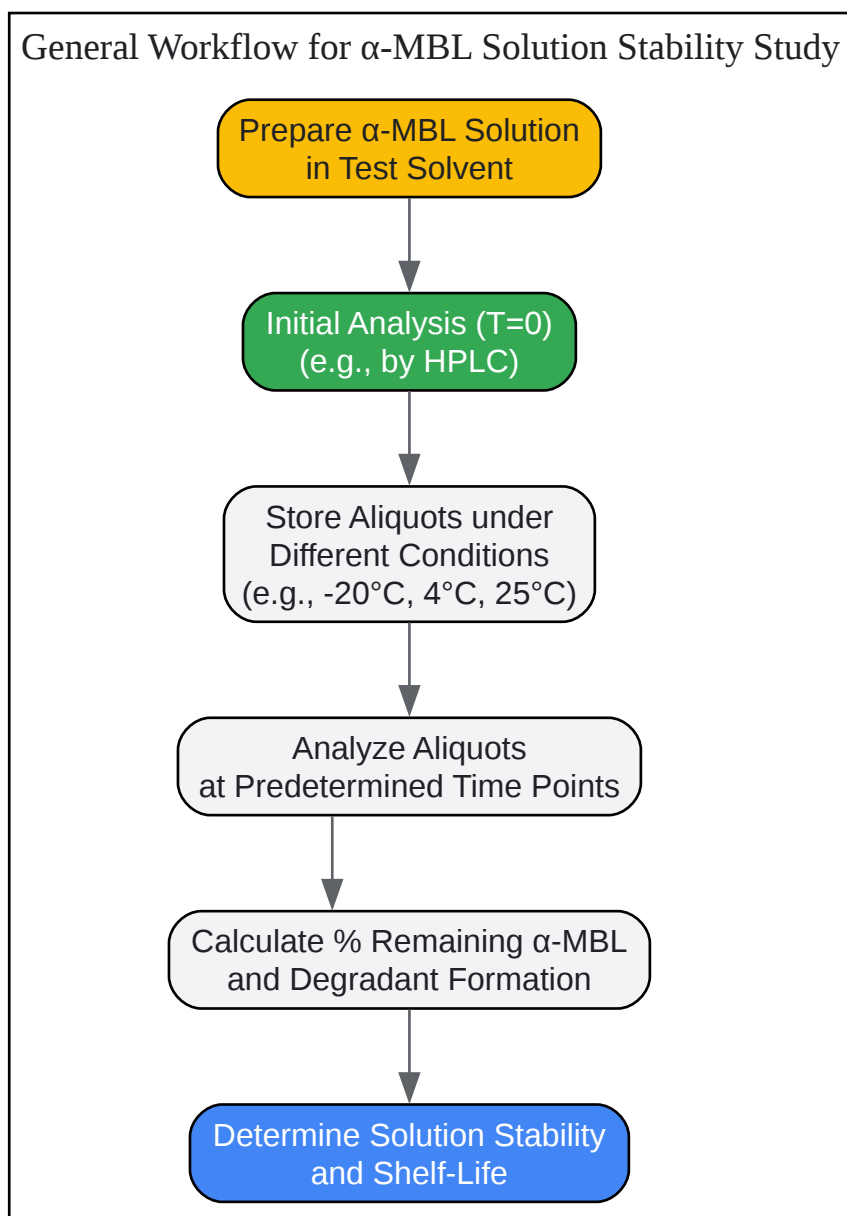 General Workflow for α-MBL Solution Stability Study
Prepare α-MBL Solution
in Test Solvent
Initial Analysis (T=0)
(e.g., by HPLC)
Store Aliquots under
Different Conditions
(e.g., -20°C, 4°C, 25°C)
Analyze Aliquots
at Predetermined Time Points
Calculate % Remaining α-MBL
and Degradant Formation
Determine Solution Stability
and Shelf-Life